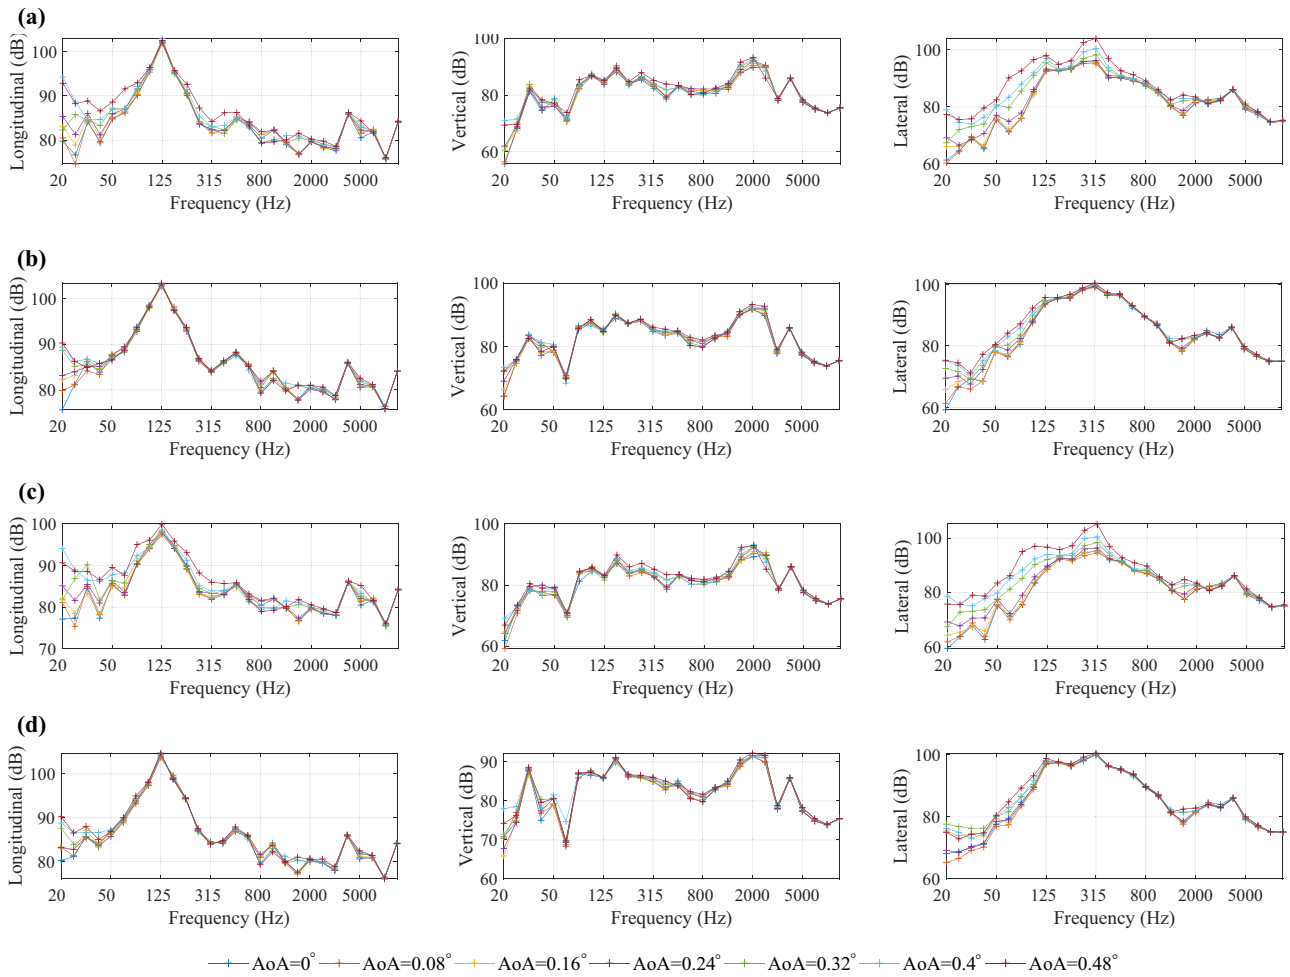 (a)
Longitudinal (dB)
100
90
80
20 50 125 315 800 2000 5000
Frequency (Hz)
Vertical (dB)
100
80
60
20 50 125 315 800 2000 5000
Frequency (Hz)
Lateral (dB)
100
80
60
20 50 125 315 800 2000 5000
Frequency (Hz)
(b)
Longitudinal (dB)
100
90
80
20 50 125 315 800 2000 5000
Frequency (Hz)
Vertical (dB)
100
80
60
20 50 125 315 800 2000 5000
Frequency (Hz)
Lateral (dB)
100
80
60
20 50 125 315 800 2000 5000
Frequency (Hz)
(c)
Longitudinal (dB)
100
90
80
70
20 50 125 315 800 2000 5000
Frequency (Hz)
Vertical (dB)
100
80
60
20 50 125 315 800 2000 5000
Frequency (Hz)
Lateral (dB)
100
80
60
20 50 125 315 800 2000 5000
Frequency (Hz)
(d)
Longitudinal (dB)
100
80
20 50 125 315 800 2000 5000
Frequency (Hz)
Vertical (dB)
90
80
70
60
20 50 125 315 800 2000 5000
Frequency (Hz)
Lateral (dB)
100
80
60
20 50 125 315 800 2000 5000
Frequency (Hz)
AoA=0° AoA=0.08° AoA=0.16° AoA=0.24° AoA=0.32° AoA=0.4° AoA=0.48°